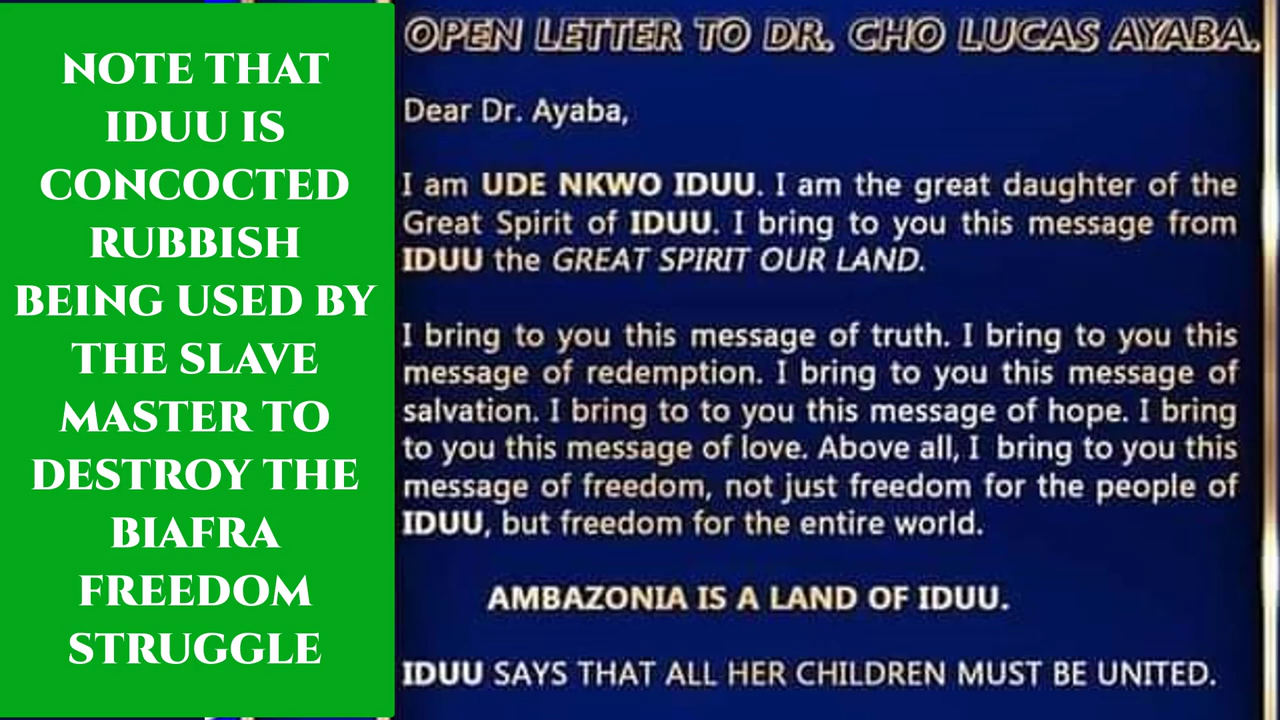 NOTE THAT
IDUU IS
CONCOCTED
RUBBISH
BEING USED BY
THE SLAVE
MASTER TO
DESTROY THE
BIAFRA
FREEDOM
STRUGGLE
OPEN LETTER TO DR. CHO LUCAS AYABA.
Dear Dr. Ayaba,
I am UDE NKWO IDUU. I am the great daughter of the
Great Spirit of IDUU. I bring to you this message from
IDUU the GREAT SPIRIT OUR LAND.
I bring to you this message of truth. I bring to you this
message of redemption. I bring to you this message of
salvation. I bring to to you this message of hope. I bring
to you this message of love. Above all, I bring to you this
message of freedom, not just freedom for the people of
IDUU, but freedom for the entire world.
AMBAZONIA IS A LAND OF IDUU.
IDUU SAYS THAT ALL HER CHILDREN MUST BE UNITED.